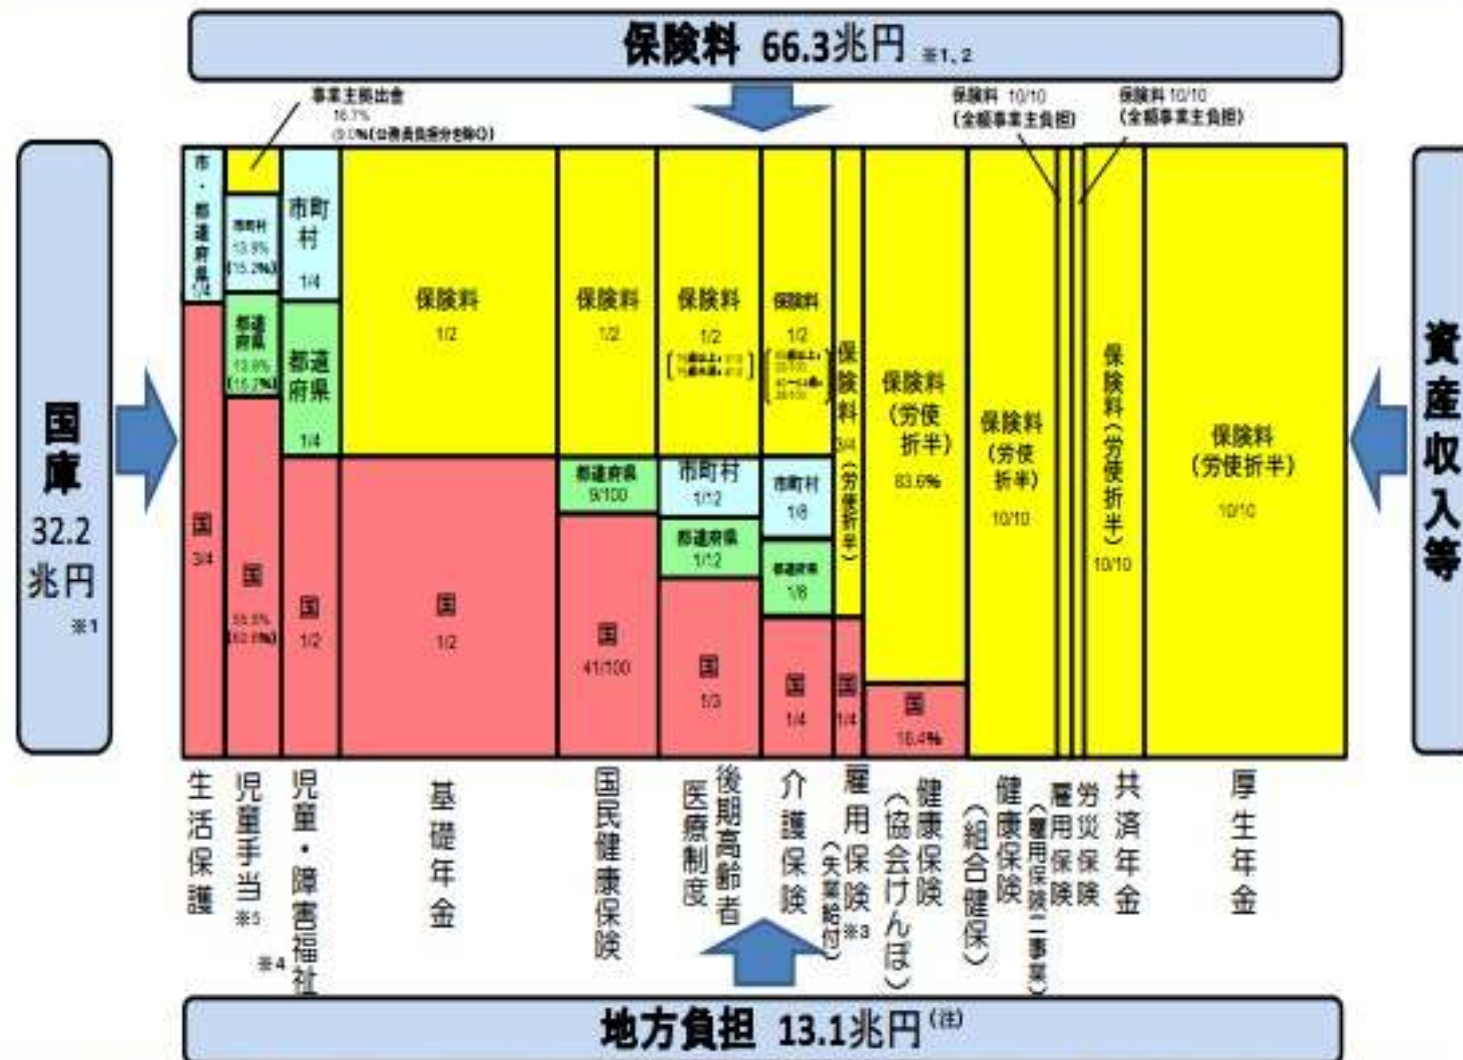 保険料 66.3兆円 ※1、2
事業主拠出金
16.7%
保険料 10/10
(全額事業主負担)
保険料 10/10
(全額事業主負担)
国庫
32.2
兆円
※1
資産収入等
市・都道府県 1/4
国
3/4
市町村
13.9%
(15.2%)
都道
府県
13.9%
(15.2%)
国
市町
村
1/4
都道
府県
1/4
国
1/2
保険料
1/2
国
1/2
保険料
1/2
都道府県
9/100
国
41/100
保険料
1/2
市町村
1/12
都道府県
1/12
国
1/3
保険料
1/2
市町村
1/8
都道府県
1/8
国
1/4
保険料 3/4 (労使折半)
国
1/4
保険料
(労使
折半)
83.6%
国
16.4%
保険料
(労使
折半)
10/10
保険料(労使折半)
10/10
保険料
(労使折半)
10/10
生活保護
児童手当 ※5
児童・障害福祉 ※4
基礎年金
国民健康保険
後期高齢者
医療制度
介護保険
雇用保険 ※3
(失業給付)
健康保険
(協会けんぽ)
健康保険
(組合健保)
雇用保険
(雇用保険二事業)
労災保険
共済年金
厚生年金
地方負担 13.1兆円(注)